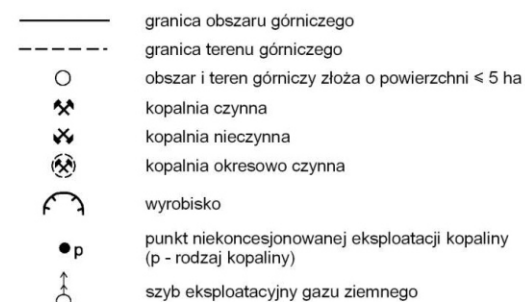 granica obszaru górniczego
granica terenu górniczego
obszar i teren górniczy złoża o powierzchni ≤ 5 ha
kopalnia czynna
kopalnia nieczynna
kopalnia okresowo czynna
wyrobisko
p
punkt niekoncesjonowanej eksploatacji kopaliny
(p - rodzaj kopaliny)
szyb eksploatacyjny gazu ziemnego